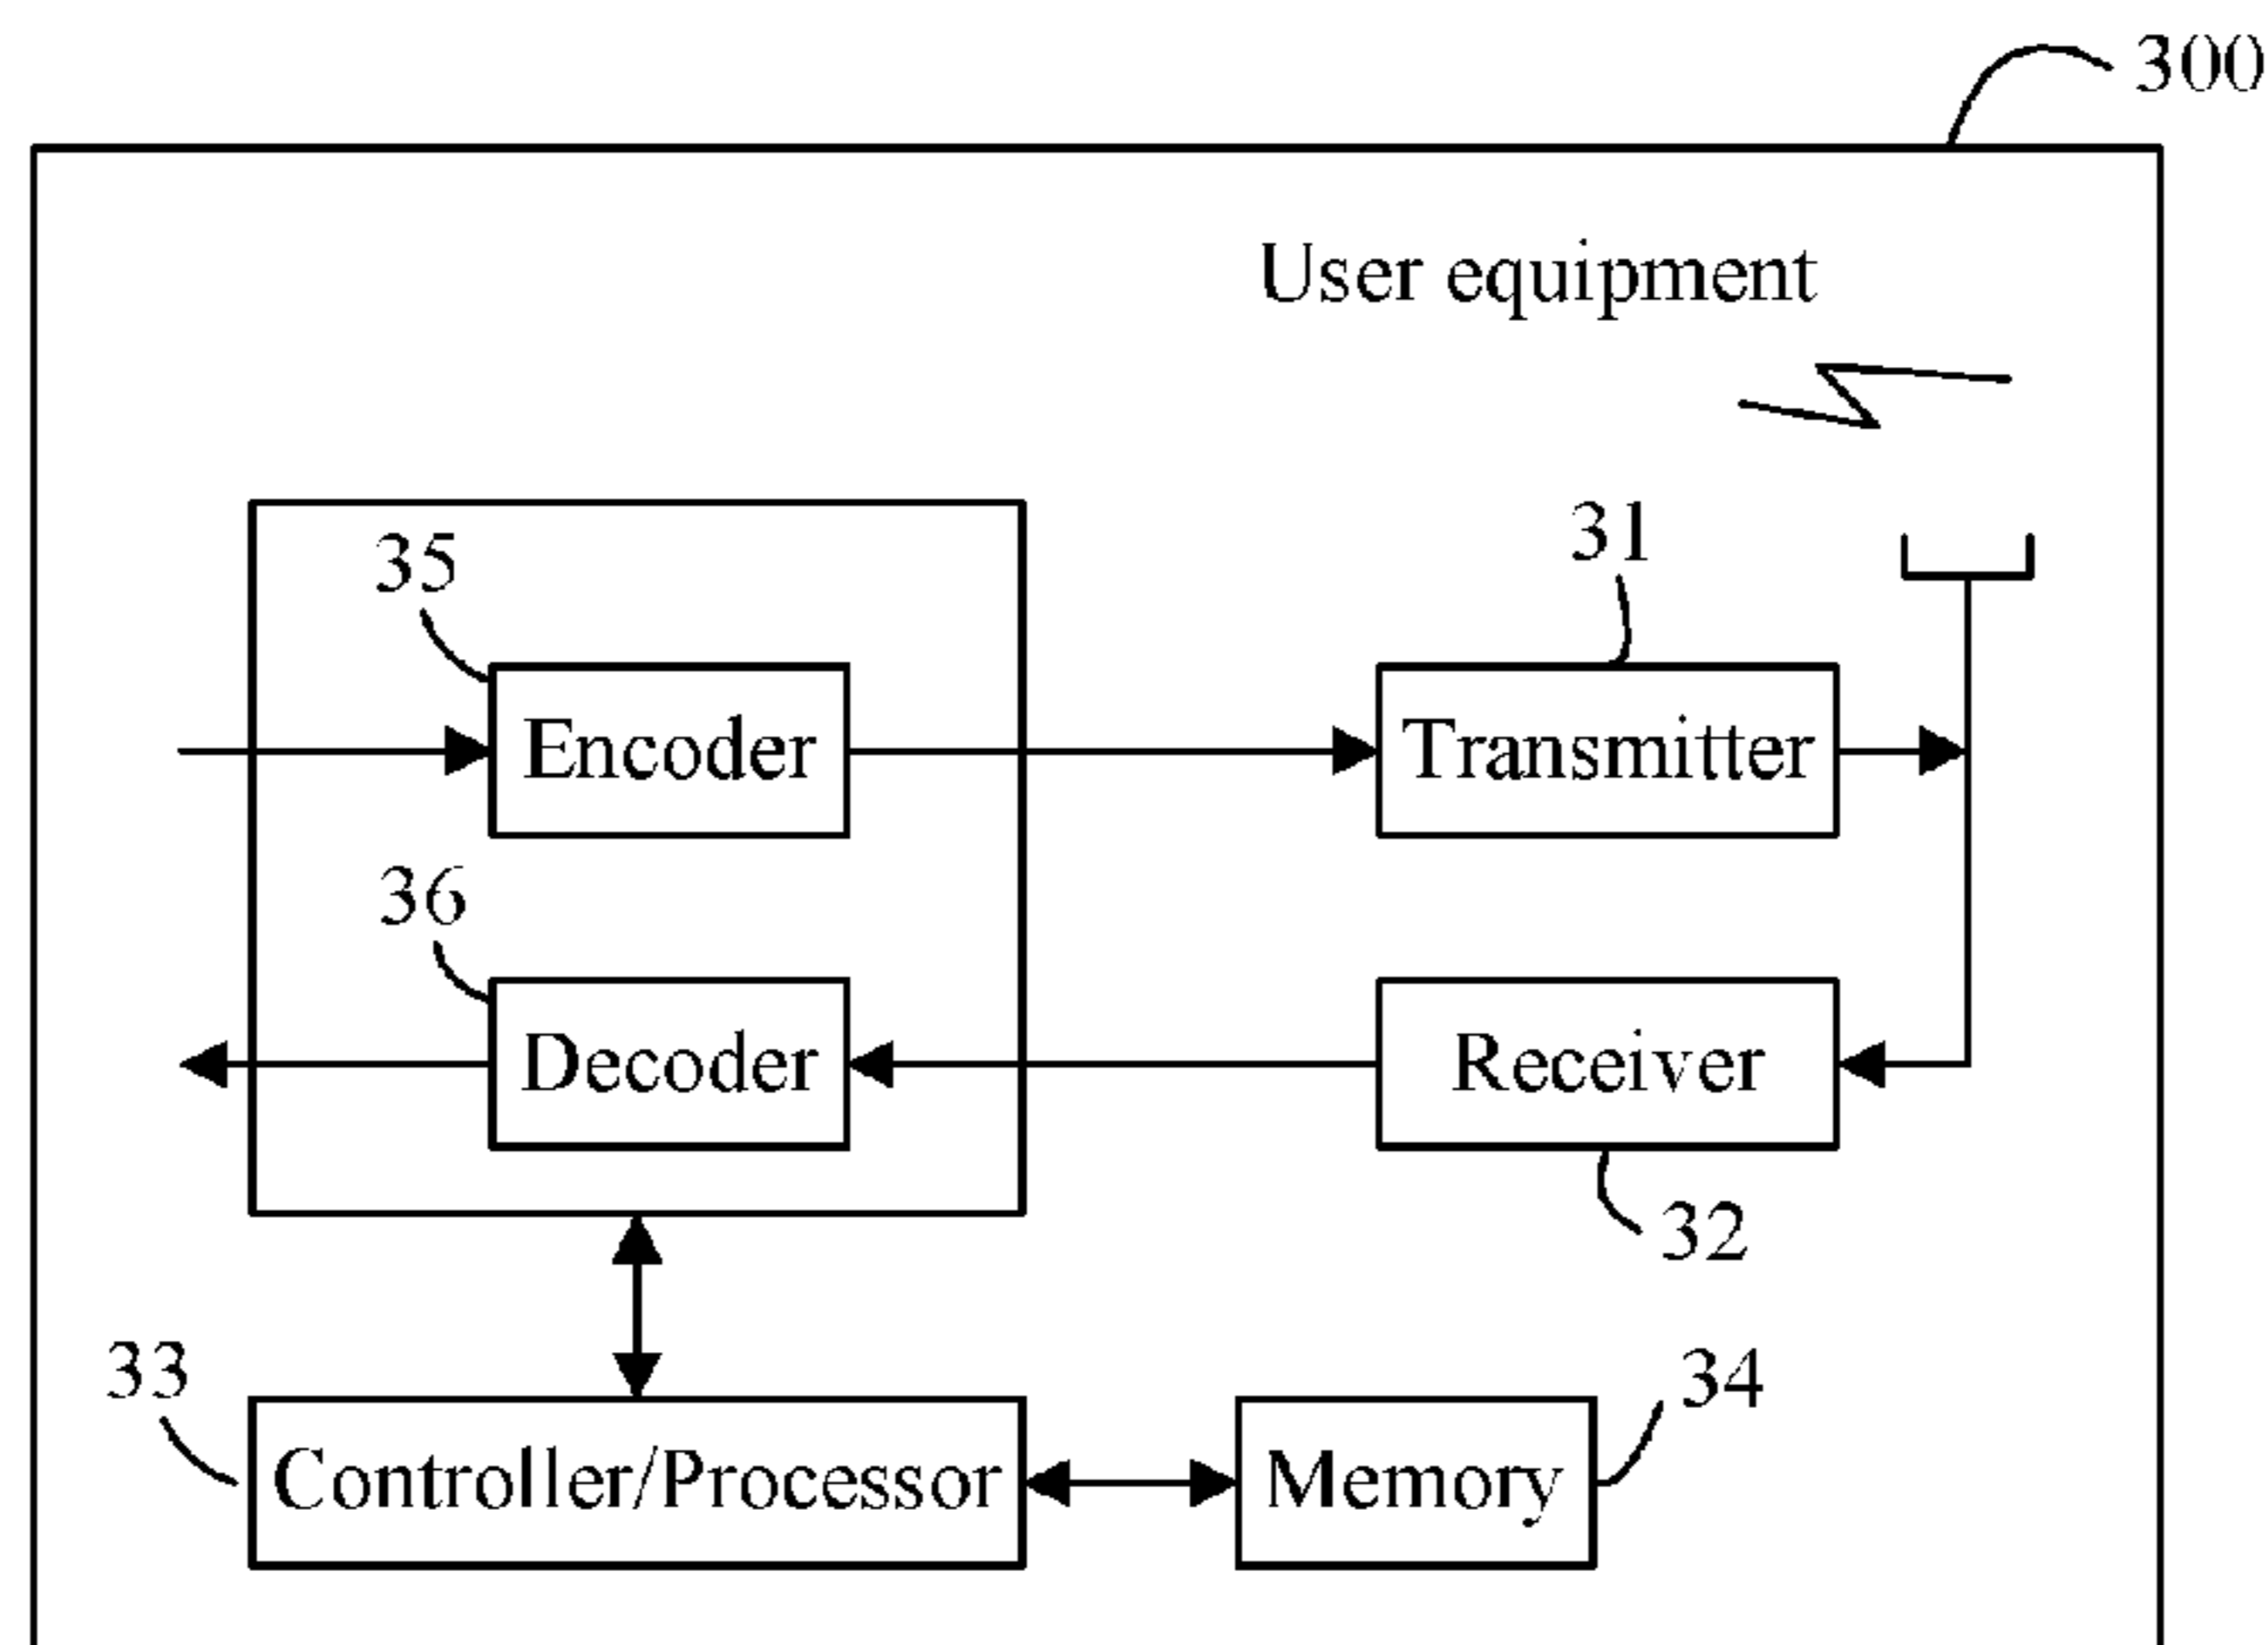 300
User equipment
35
31
Encoder
Transmitter
36
Decoder
Receiver
32
33
34
Controller/Processor
Memory